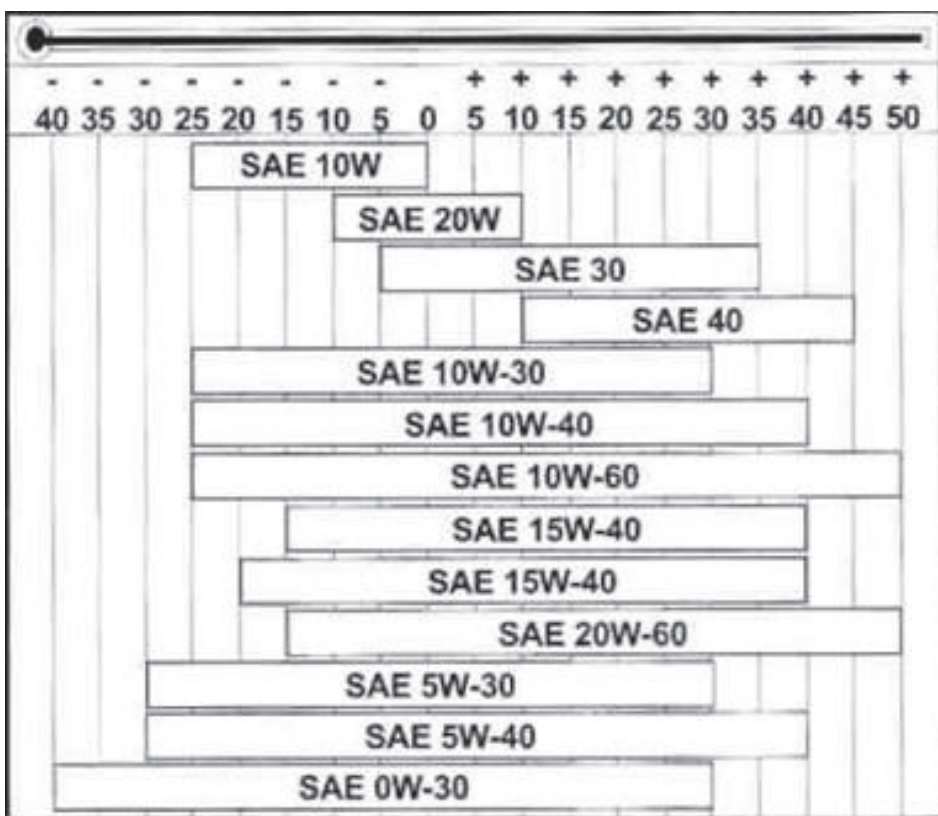 - - - - - - - - + + + + + + + + + +
40 35 30 25 20 15 10 5 0 5 10 15 20 25 30 35 40 45 50
SAE 10W
SAE 20W
SAE 30
SAE 40
SAE 10W-30
SAE 10W-40
SAE 10W-60
SAE 15W-40
SAE 15W-40
SAE 20W-60
SAE 5W-30
SAE 5W-40
SAE 0W-30